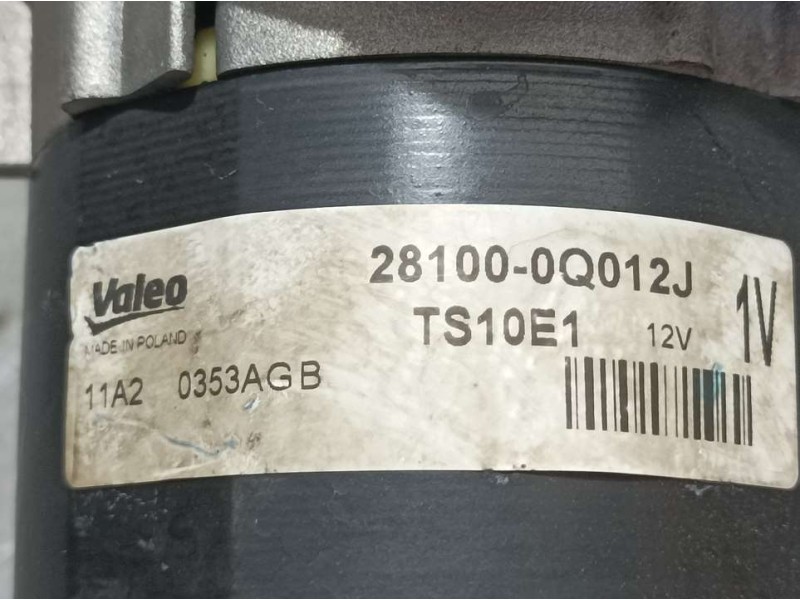 Valeo
MADE IN POLAND
11A2 0353AGB
28100-0Q012J
TS10E1 12V
1V